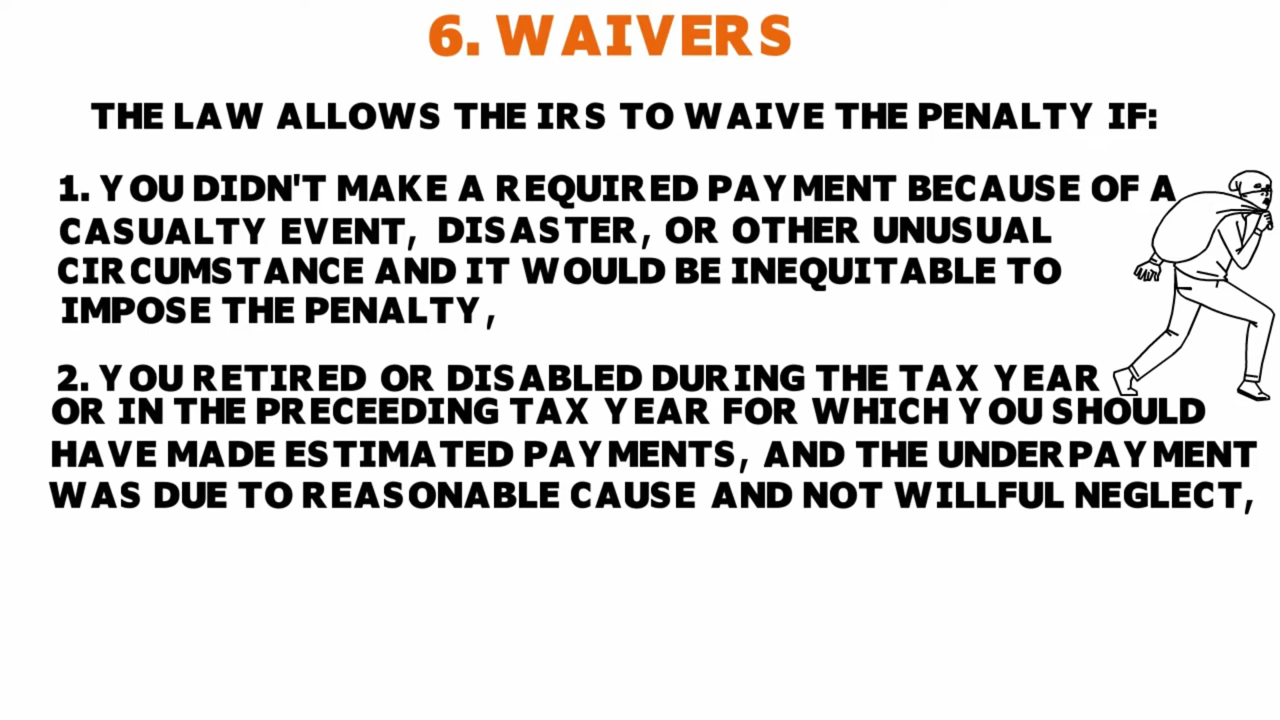 6. WAIVERS
THE LAW ALLOWS THE IRS TO WAIVE THE PENALTY IF:
1. YOU DIDN'T MAKE A REQUIRED PAYMENT BECAUSE OF A
CASUALTY EVENT, DISASTER, OR OTHER UNUSUAL
CIRCUMSTANCE AND IT WOULD BE INEQUITABLE TO
IMPOSE THE PENALTY,
2. YOU RETIRED OR DISABLED DURING THE TAX YEAR
OR IN THE PRECEEDING TAX YEAR FOR WHICH YOU SHOULD
HAVE MADE ESTIMATED PAYMENTS, AND THE UNDERPAYMENT
WAS DUE TO REASONABLE CAUSE AND NOT WILLFUL NEGLECT,